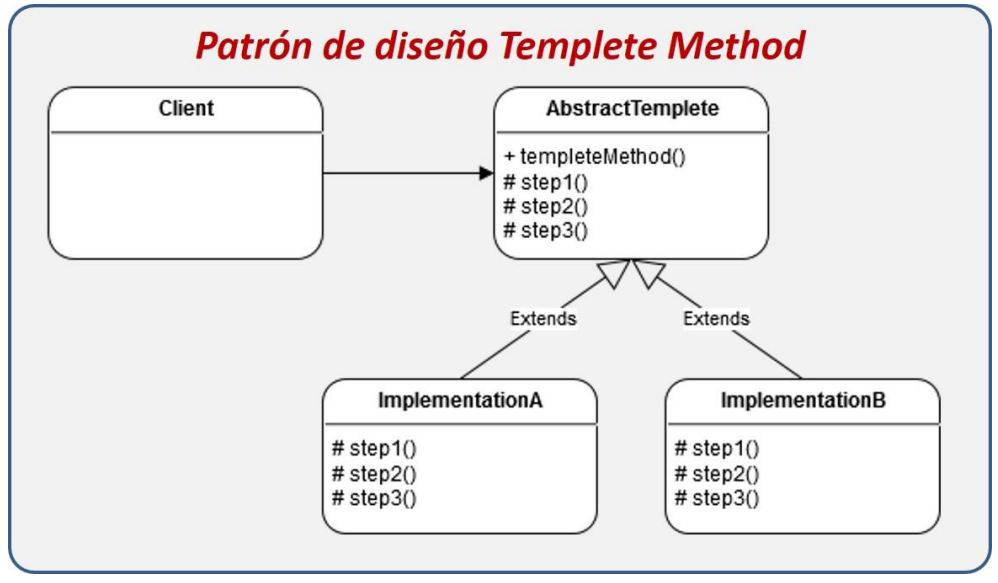 Patrón de diseño Templete Method
Client
AbstractTemplete
+ templeteMethod()
# step1()
# step2()
# step3()
Extends
Extends
ImplementationA
# step1()
# step2()
# step3()
ImplementationB
# step1()
# step2()
# step3()